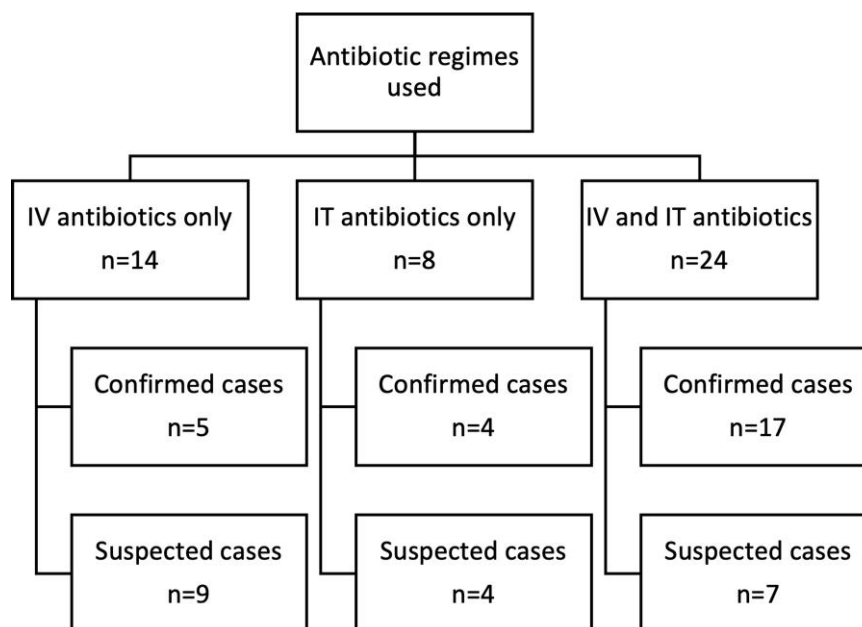 Antibiotic regimes
used
IV antibiotics only
n=14
IT antibiotics only
n=8
IV and IT antibiotics
n=24
Confirmed cases
n=5
Confirmed cases
n=4
Confirmed cases
n=17
Suspected cases
n=9
Suspected cases
n=4
Suspected cases
n=7